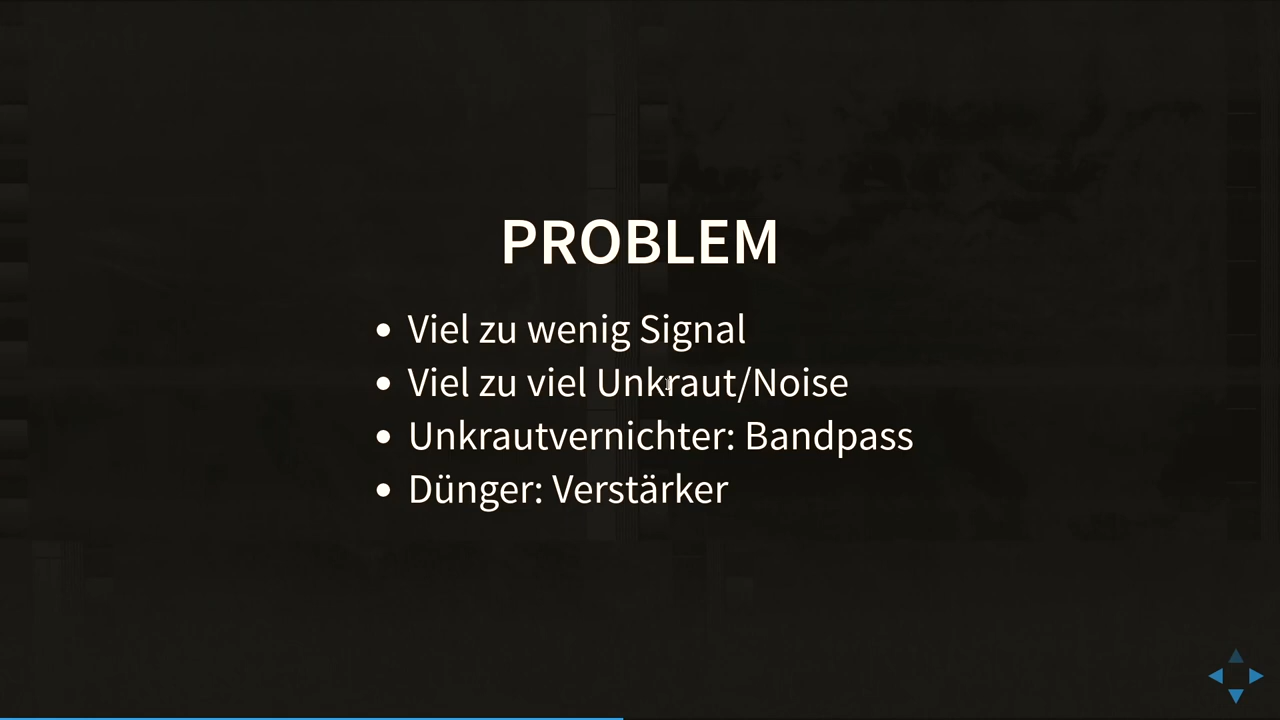 PROBLEM
Viel zu wenig Signal
Viel zu viel Unkraut/Noise
Unkrautvernichter: Bandpass
Dünger: Verstärker